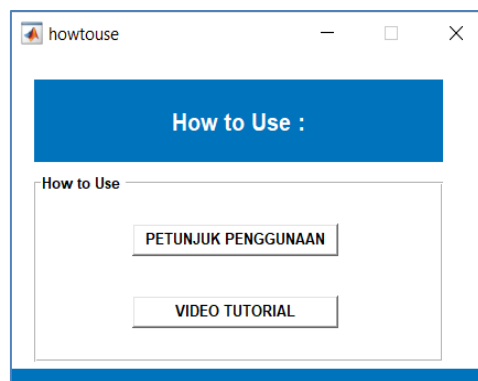 howtouse
How to Use :
How to Use
PETUNJUK PENGGUNAAN
VIDEO TUTORIAL